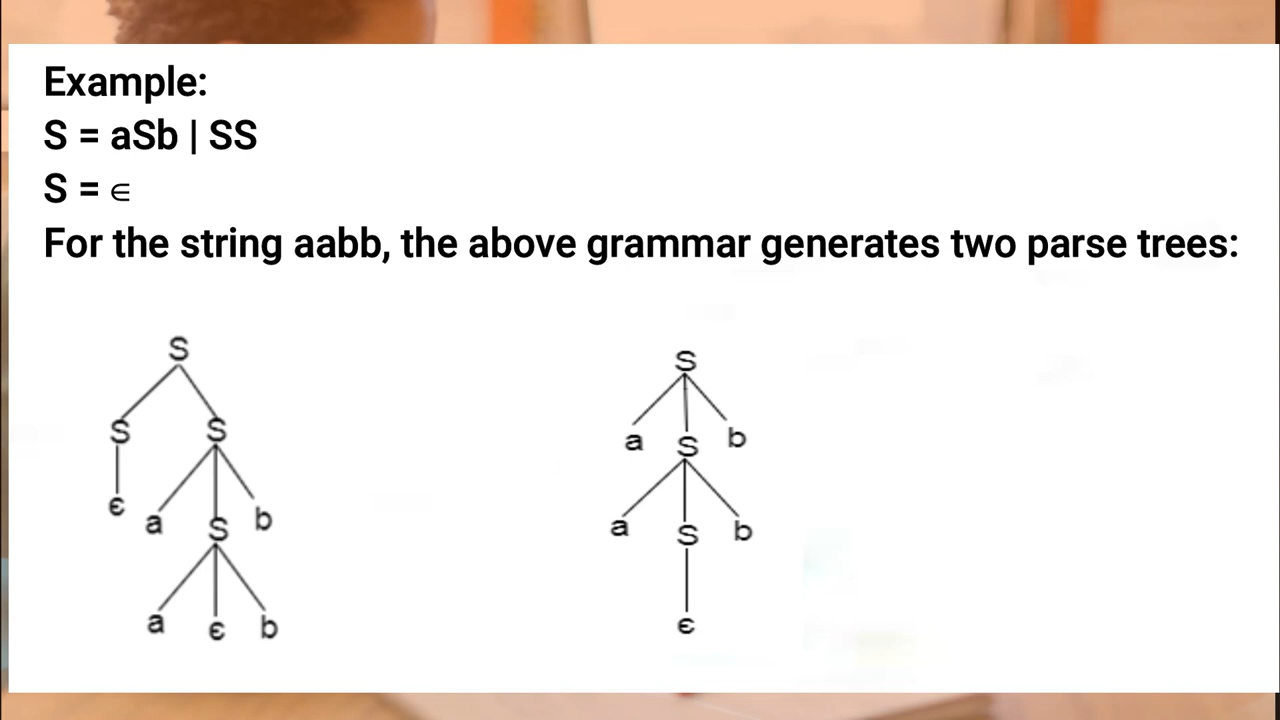 Example:
S = aSb | SS
S = ∈
For the string aabb, the above grammar generates two parse trees:
S
S S
ϵ a S b
a ϵ b
S
a S b
a S b
ϵ